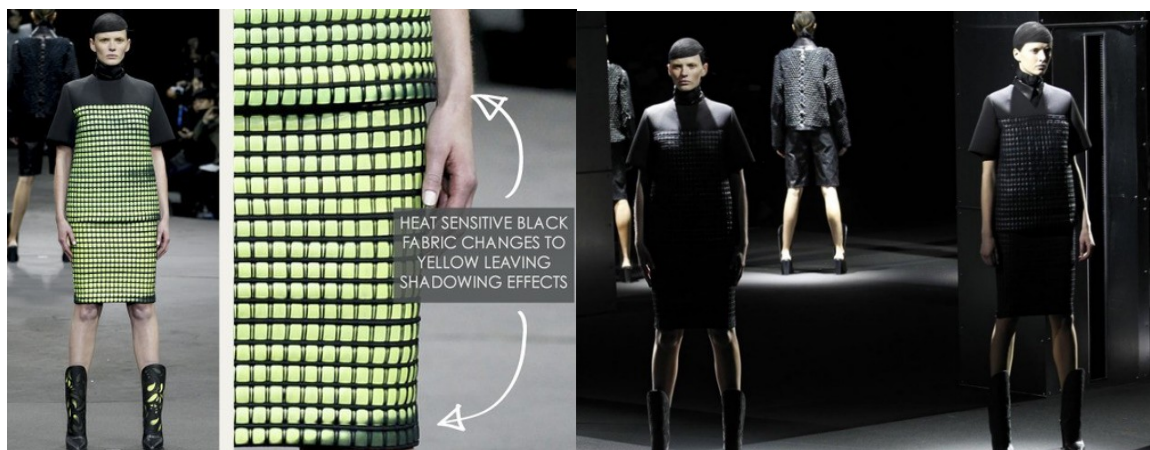 HEAT SENSITIVE BLACK
FABRIC CHANGES TO
YELLOW LEAVING
SHADOWING EFFECTS